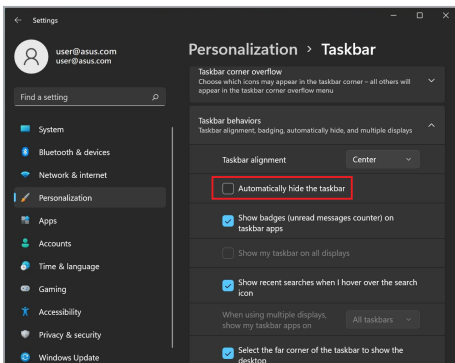 Settings
user@asus.com
user@asus.com
Find a setting
System
Bluetooth & devices
Network & internet
Personalization
Apps
Accounts
Time & language
Gaming
Accessibility
Privacy & security
Windows Update
Personalization > Taskbar
Taskbar corner overflow
Choose which icons may appear in the taskbar corner – all others will
appear in the taskbar corner overflow menu
Taskbar behaviors
Taskbar alignment, badging, automatically hide, and multiple displays
Taskbar alignment
Center
Automatically hide the taskbar
Show badges (unread messages counter) on
taskbar apps
Show my taskbar on all displays
Show recent searches when I hover over the search
icon
When using multiple displays,
show my taskbar apps on
All taskbars
Select the far corner of the taskbar to show the
desktop